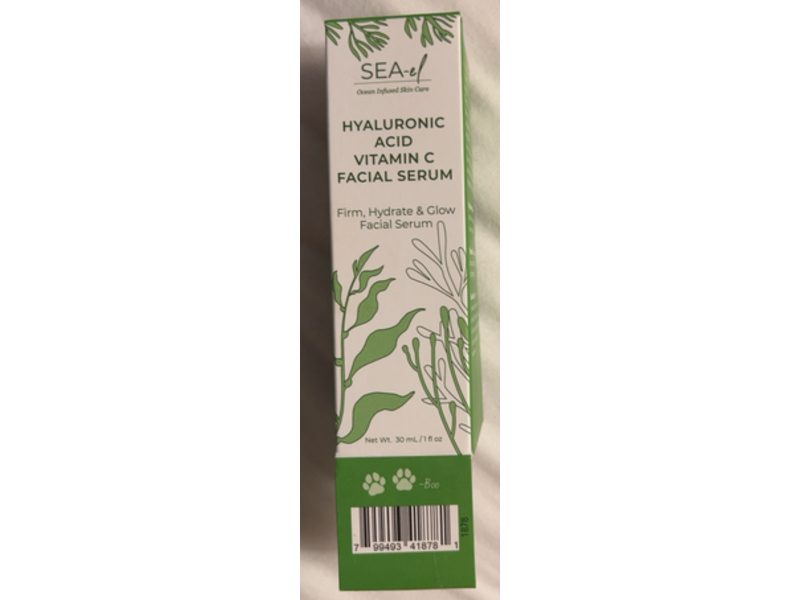 SEA-el
Ocean Infused Skin Care
HYALURONIC
ACID
VITAMIN C
FACIAL SERUM
Firm, Hydrate & Glow
Facial Serum
Net Wt. 30 mL / 1 fl oz
-Boo
7 99493 41878 1
1878